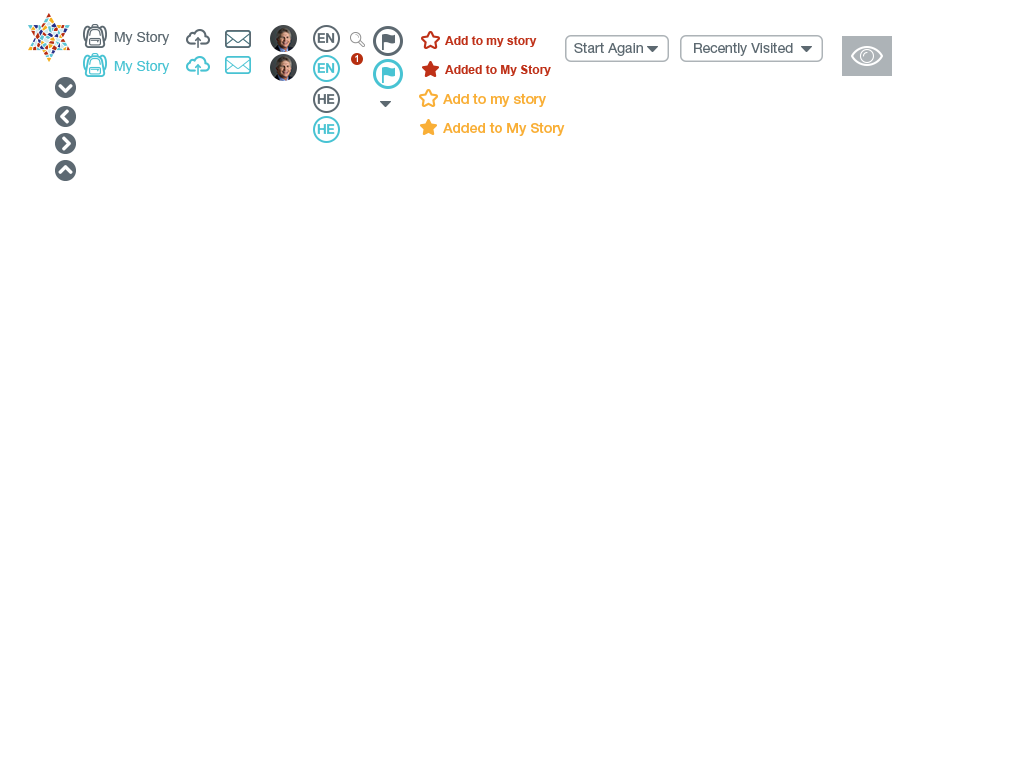 My Story
My Story
EN
EN
HE
HE
1
Add to my story
Added to My Story
Add to my story
Added to My Story
Start Again
Recently Visited